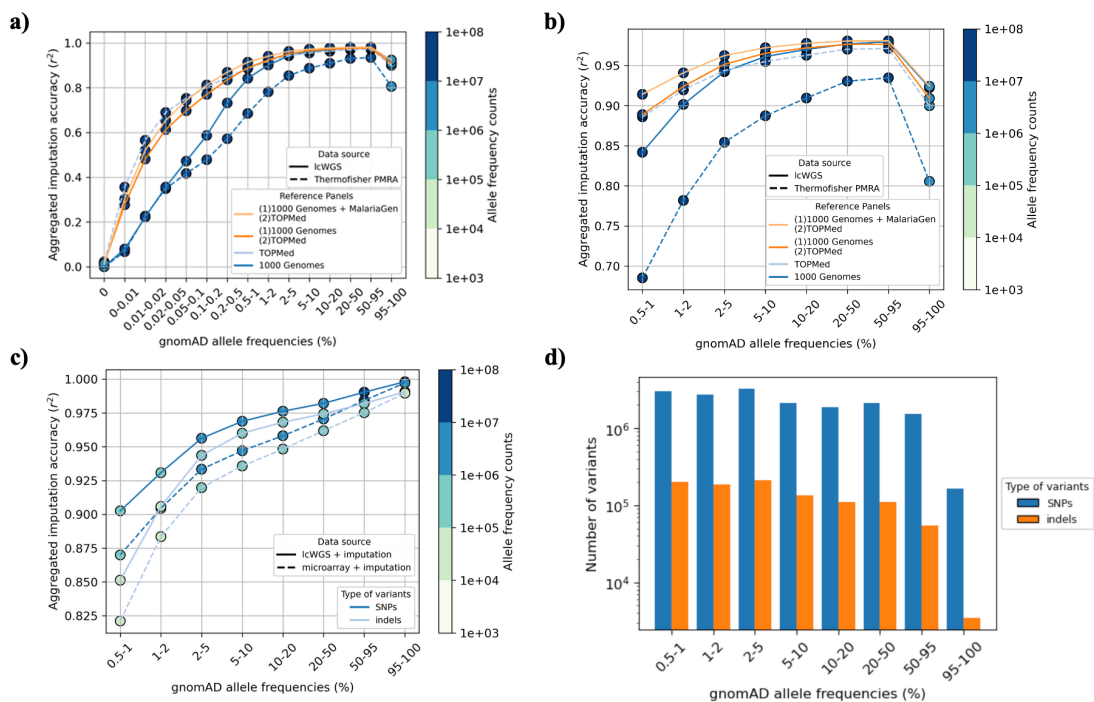 a)
Aggregated imputation accuracy (r²)
1.0
0.8
0.6
0.4
0.2
0.0
Data source
lcWGS
Thermofisher PMRA
Reference Panels
(1)1000 Genomes + MalariaGen
(2)TOPMed
(1)1000 Genomes
(2)TOPMed
TOPMed
1000 Genomes
0
0-0.01
0.01-0.02
0.02-0.05
0.05-0.1
0.1-0.2
0.2-0.5
0.5-1
1-2
2-5
5-10
10-20
20-50
50-95
95-100
gnomAD allele frequencies (%)
1e+08
1e+07
1e+06
1e+05
1e+04
1e+03
Allele frequency counts
b)
Aggregated imputation accuracy (r²)
0.95
0.90
0.85
0.80
0.75
0.70
Data source
lcWGS
Thermofisher PMRA
Reference Panels
(1)1000 Genomes + MalariaGen
(2)TOPMed
(1)1000 Genomes
(2)TOPMed
TOPMed
1000 Genomes
0.5-1
1-2
2-5
5-10
10-20
20-50
50-95
95-100
gnomAD allele frequencies (%)
1e+08
1e+07
1e+06
1e+05
1e+04
1e+03
Allele frequency counts
c)
Aggregated imputation accuracy (r²)
1.000
0.975
0.950
0.925
0.900
0.875
0.850
0.825
Data source
lcWGS + imputation
microarray + imputation
Type of variants
SNPs
indels
0.5-1
1-2
2-5
5-10
10-20
20-50
50-95
95-100
gnomAD allele frequencies (%)
1e+08
1e+07
1e+06
1e+05
1e+04
1e+03
Allele frequency counts
d)
Number of variants
10⁶
10⁵
10⁴
0.5-1
1-2
2-5
5-10
10-20
20-50
50-95
95-100
gnomAD allele frequencies (%)
Type of variants
SNPs
indels